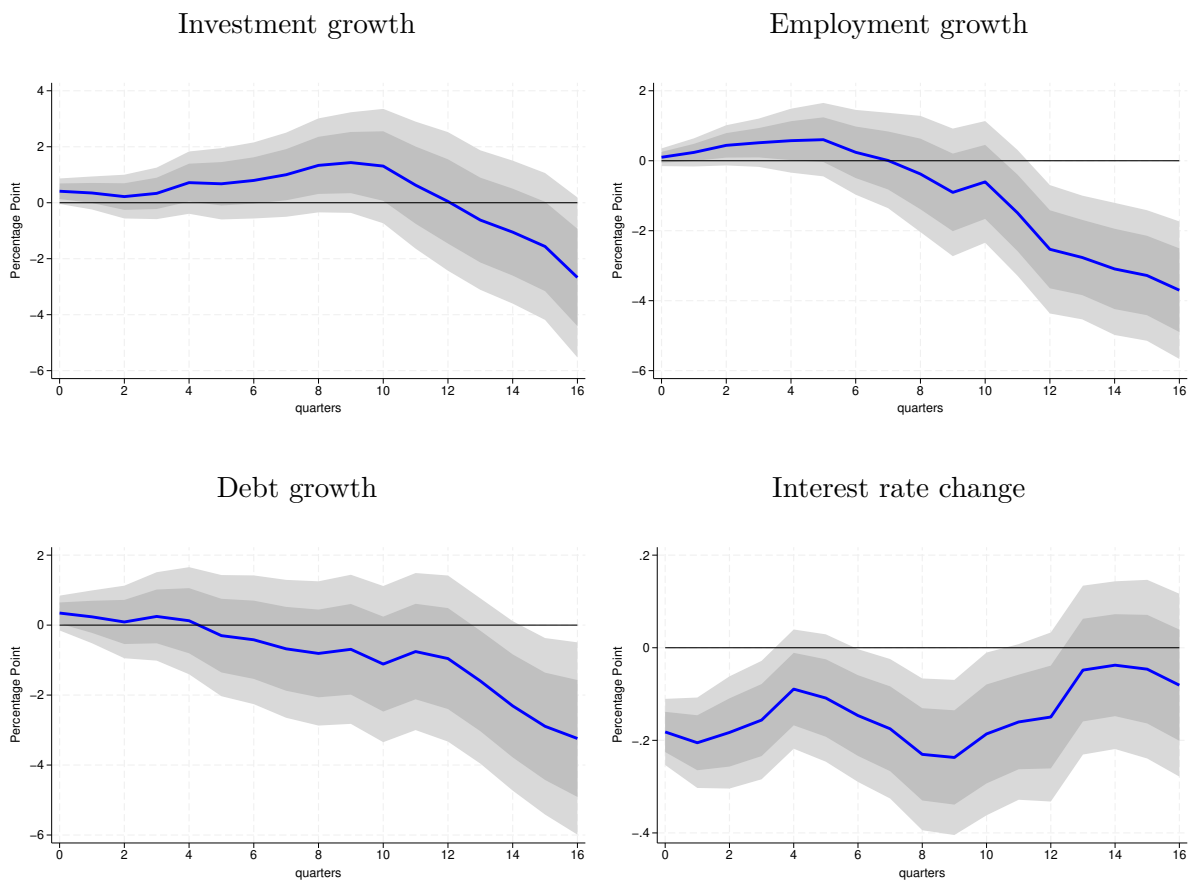 Investment growth
Employment growth
Percentage Point
4
2
0
−2
−4
−6
0 2 4 6 8 10 12 14 16
quarters
Percentage Point
2
0
−2
−4
−6
0 2 4 6 8 10 12 14 16
quarters
Debt growth
Interest rate change
Percentage Point
2
0
−2
−4
−6
0 2 4 6 8 10 12 14 16
quarters
Percentage Point
.2
0
−.2
−.4
0 2 4 6 8 10 12 14 16
quarters